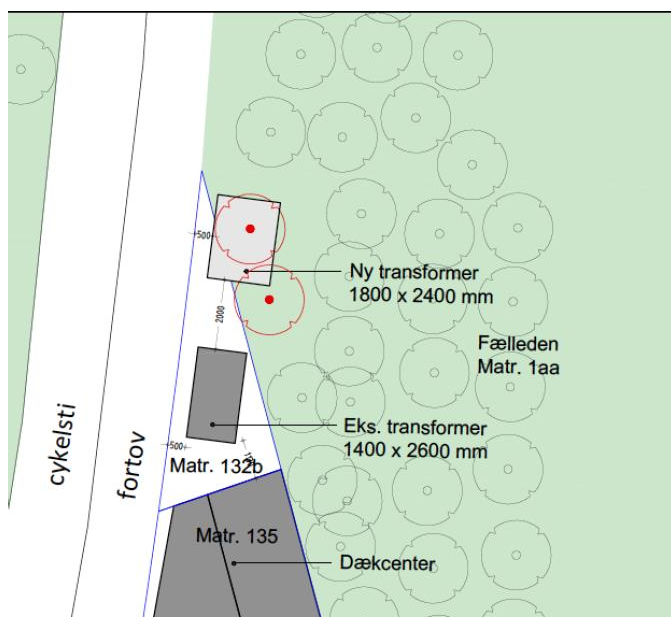 500
Ny transformer
1800 x 2400 mm
2000
Fælleden
Matr. 1aa
Eks. transformer
1400 x 2600 mm
500
Matr. 132b
cykelsti
fortov
Matr. 135
Dækcenter